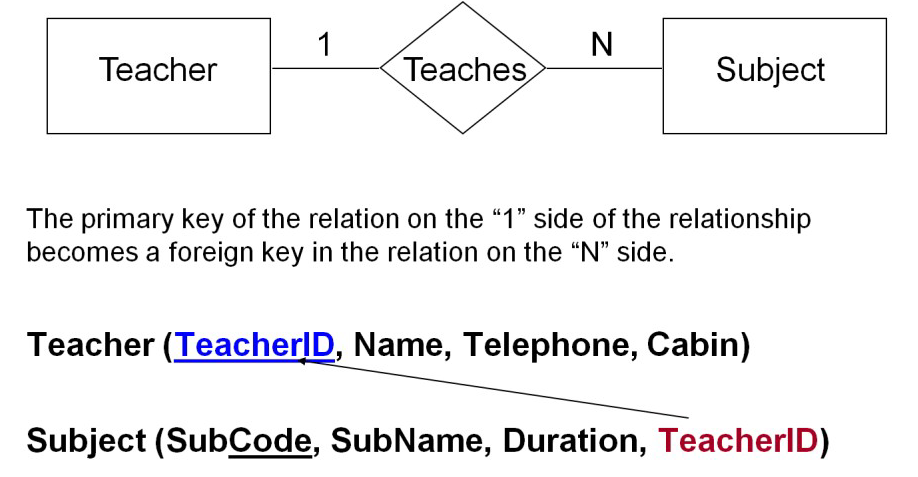 Teacher 1 Teaches N Subject
The primary key of the relation on the “1” side of the relationship
becomes a foreign key in the relation on the “N” side.
Teacher (TeacherID, Name, Telephone, Cabin)
Subject (SubCode, SubName, Duration, TeacherID)